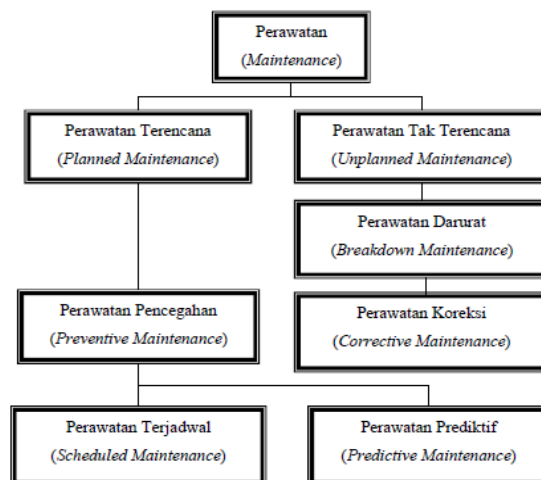 Perawatan
(Maintenance)
Perawatan Terencana
(Planned Maintenance)
Perawatan Tak Terencana
(Unplanned Maintenance)
Perawatan Darurat
(Breakdown Maintenance)
Perawatan Pencegahan
(Preventive Maintenance)
Perawatan Koreksi
(Corrective Maintenance)
Perawatan Terjadwal
(Scheduled Maintenance)
Perawatan Prediktif
(Predictive Maintenance)